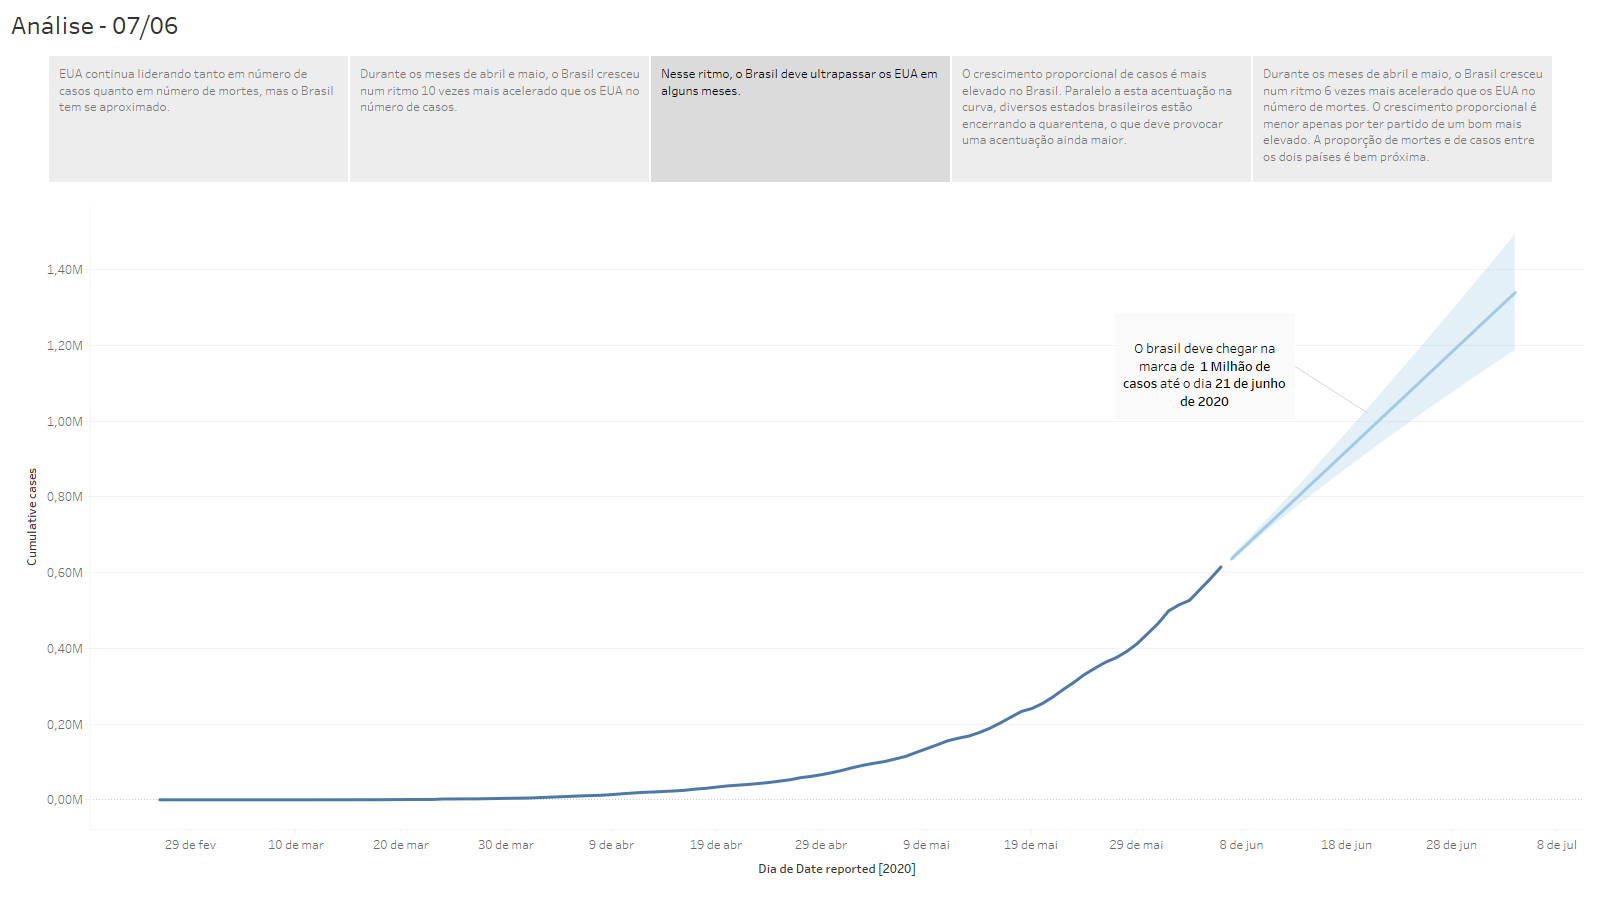 Análise - 07/06
EUA continua liderando tanto em número de
casos quanto em número de mortes, mas o Brasil
tem se aproximado.
Durante os meses de abril e maio, o Brasil cresceu
num ritmo 10 vezes mais acelerado que os EUA no
número de casos.
Nesse ritmo, o Brasil deve ultrapassar os EUA em
alguns meses.
O crescimento proporcional de casos é mais
elevado no Brasil. Paralelo a esta acentuação na
curva, diversos estados brasileiros estão
encerrando a quarentena, o que deve provocar
uma acentuação ainda maior.
Durante os meses de abril e maio, o Brasil cresceu
num ritmo 6 vezes mais acelerado que os EUA no
número de mortes. O crescimento proporcional é
menor apenas por ter partido de um bom mais
elevado. A proporção de mortes e de casos entre
os dois países é bem próxima.
1,40M
1,20M
1,00M
0,80M
0,60M
0,40M
0,20M
0,00M
Cumulative cases
O brasil deve chegar na
marca de 1 Milhão de
casos até o dia 21 de junho
de 2020
29 de fev
10 de mar
20 de mar
30 de mar
9 de abr
19 de abr
29 de abr
9 de mai
19 de mai
29 de mai
8 de jun
18 de jun
28 de jun
8 de jul
Dia de Date reported [2020]